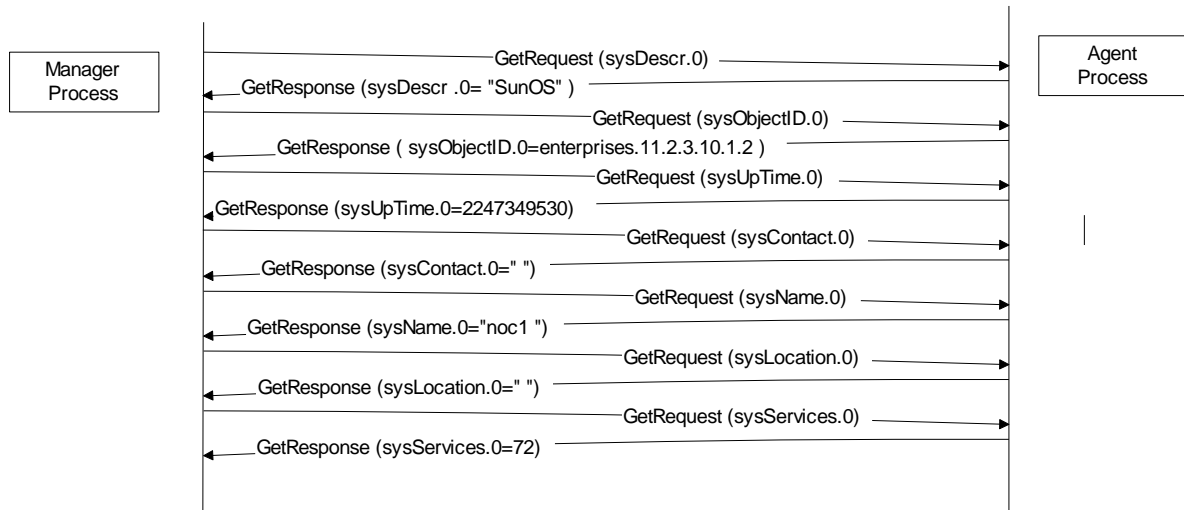 Manager
Process
Agent
Process
GetRequest (sysDescr.0)
GetResponse (sysDescr .0= "SunOS" )
GetRequest (sysObjectID.0)
GetResponse ( sysObjectID.0=enterprises.11.2.3.10.1.2 )
GetRequest (sysUpTime.0)
GetResponse (sysUpTime.0=2247349530)
GetRequest (sysContact.0)
GetResponse (sysContact.0=" ")
GetRequest (sysName.0)
GetResponse (sysName.0="noc1 ")
GetRequest (sysLocation.0)
GetResponse (sysLocation.0=" ")
GetRequest (sysServices.0)
GetResponse (sysServices.0=72)